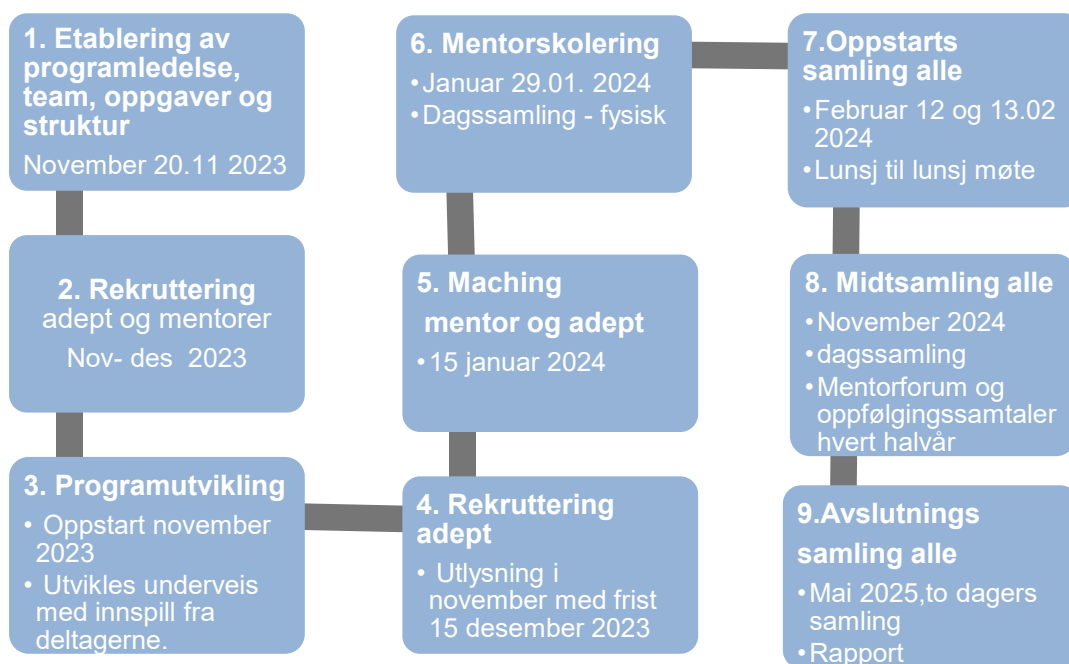 1. Etablering av
programledelse,
team, oppgaver og
struktur
November 20.11 2023
2. Rekruttering
adept og mentorer
Nov- des 2023
3. Programutvikling
• Oppstart november
2023
• Utvikles underveis
med innspill fra
deltagerne.
4. Rekruttering
adept
• Utlysning i
november med frist
15 desember 2023
5. Maching
mentor og adept
• 15 januar 2024
6. Mentorskolering
•Januar 29.01. 2024
•Dagssamling - fysisk
7.Oppstarts
samling alle
•Februar 12 og 13.02
2024
•Lunsj til lunsj møte
8. Midtsamling alle
•November 2024
•dagssamling
•Mentorforum og
oppfølgingssamtaler
hvert halvår
9.Avslutnings
samling alle
•Mai 2025,to dagers
samling
•Rapport